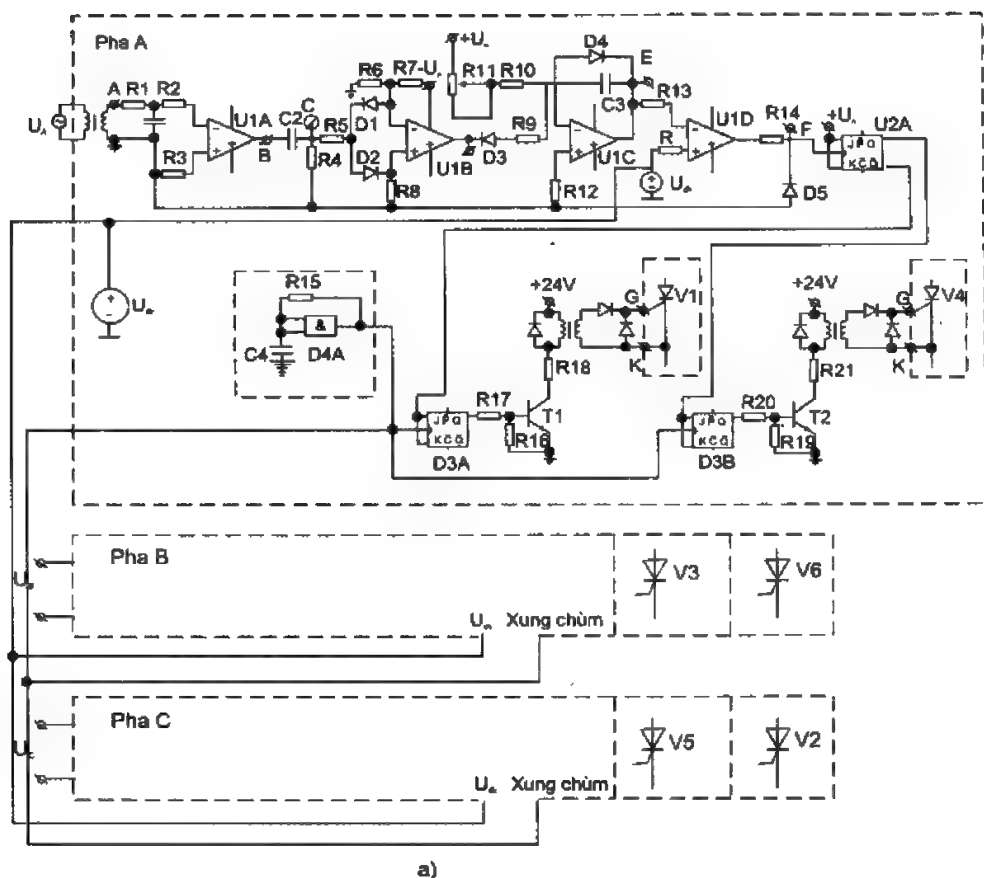 Pha A
D4
E
R6
R7
R11
R10
C3
R13
A
R1
R2
R3
U1A
B
C2
C
R5
R4
D1
D2
R8
U1B
D3
R9
U1C
R12
R
U1D
R14
F
D5
U2A
J P Q
K C Q
R15
&
C4
D4A
+24V
G
V1
K
R18
R17
T1
R16
J P Q
K C Q
D3A
+24V
G
V4
K
R21
R20
T2
R19
J P Q
K C Q
D3B
Pha B
V3
V6
Xung chùm
Pha C
V5
V2
Xung chùm
a)